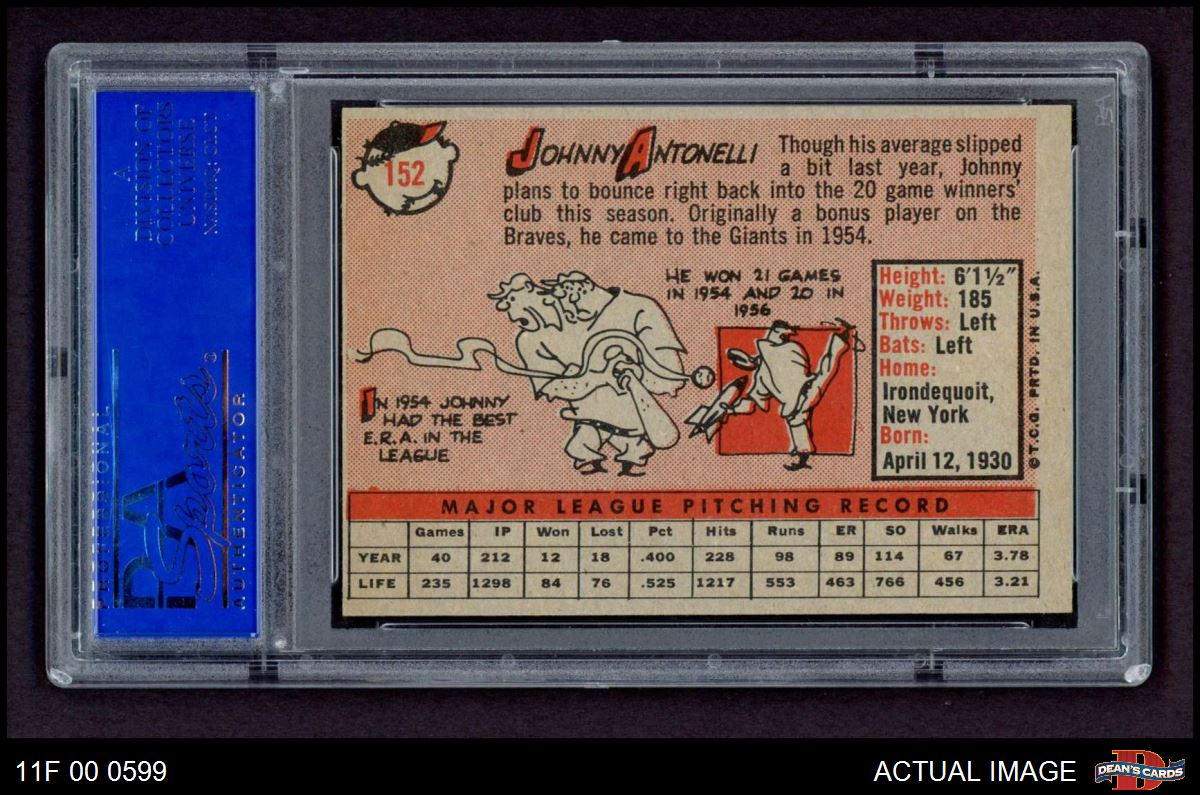 A
DIVISION OF
COLLECTORS
UNIVERSE
NASDAQ: CLCT
PROFESSIONAL
PSA
Sports
AUTHENTICATOR
152
JOHNNY ANTONELLI
Though his average slipped
a bit last year, Johnny
plans to bounce right back into the 20 game winners'
club this season. Originally a bonus player on the
Braves, he came to the Giants in 1954.
HE WON 21 GAMES
IN 1954 AND 20 IN
1956
IN 1954 JOHNNY
HAD THE BEST
E.R.A. IN THE
LEAGUE
Height: 6'1½"
Weight: 185
Throws: Left
Bats: Left
Home:
Irondequoit,
New York
Born:
April 12, 1930
©T.C.G. PRTD. IN U.S.A.
MAJOR LEAGUE PITCHING RECORD
Games IP Won Lost Pct Hits Runs ER SO Walks ERA
YEAR 40 212 12 18 .400 228 98 89 114 67 3.78
LIFE 235 1298 84 76 .525 1217 553 463 766 456 3.21
11F 00 0599
ACTUAL IMAGE
DEAN'S CARDS